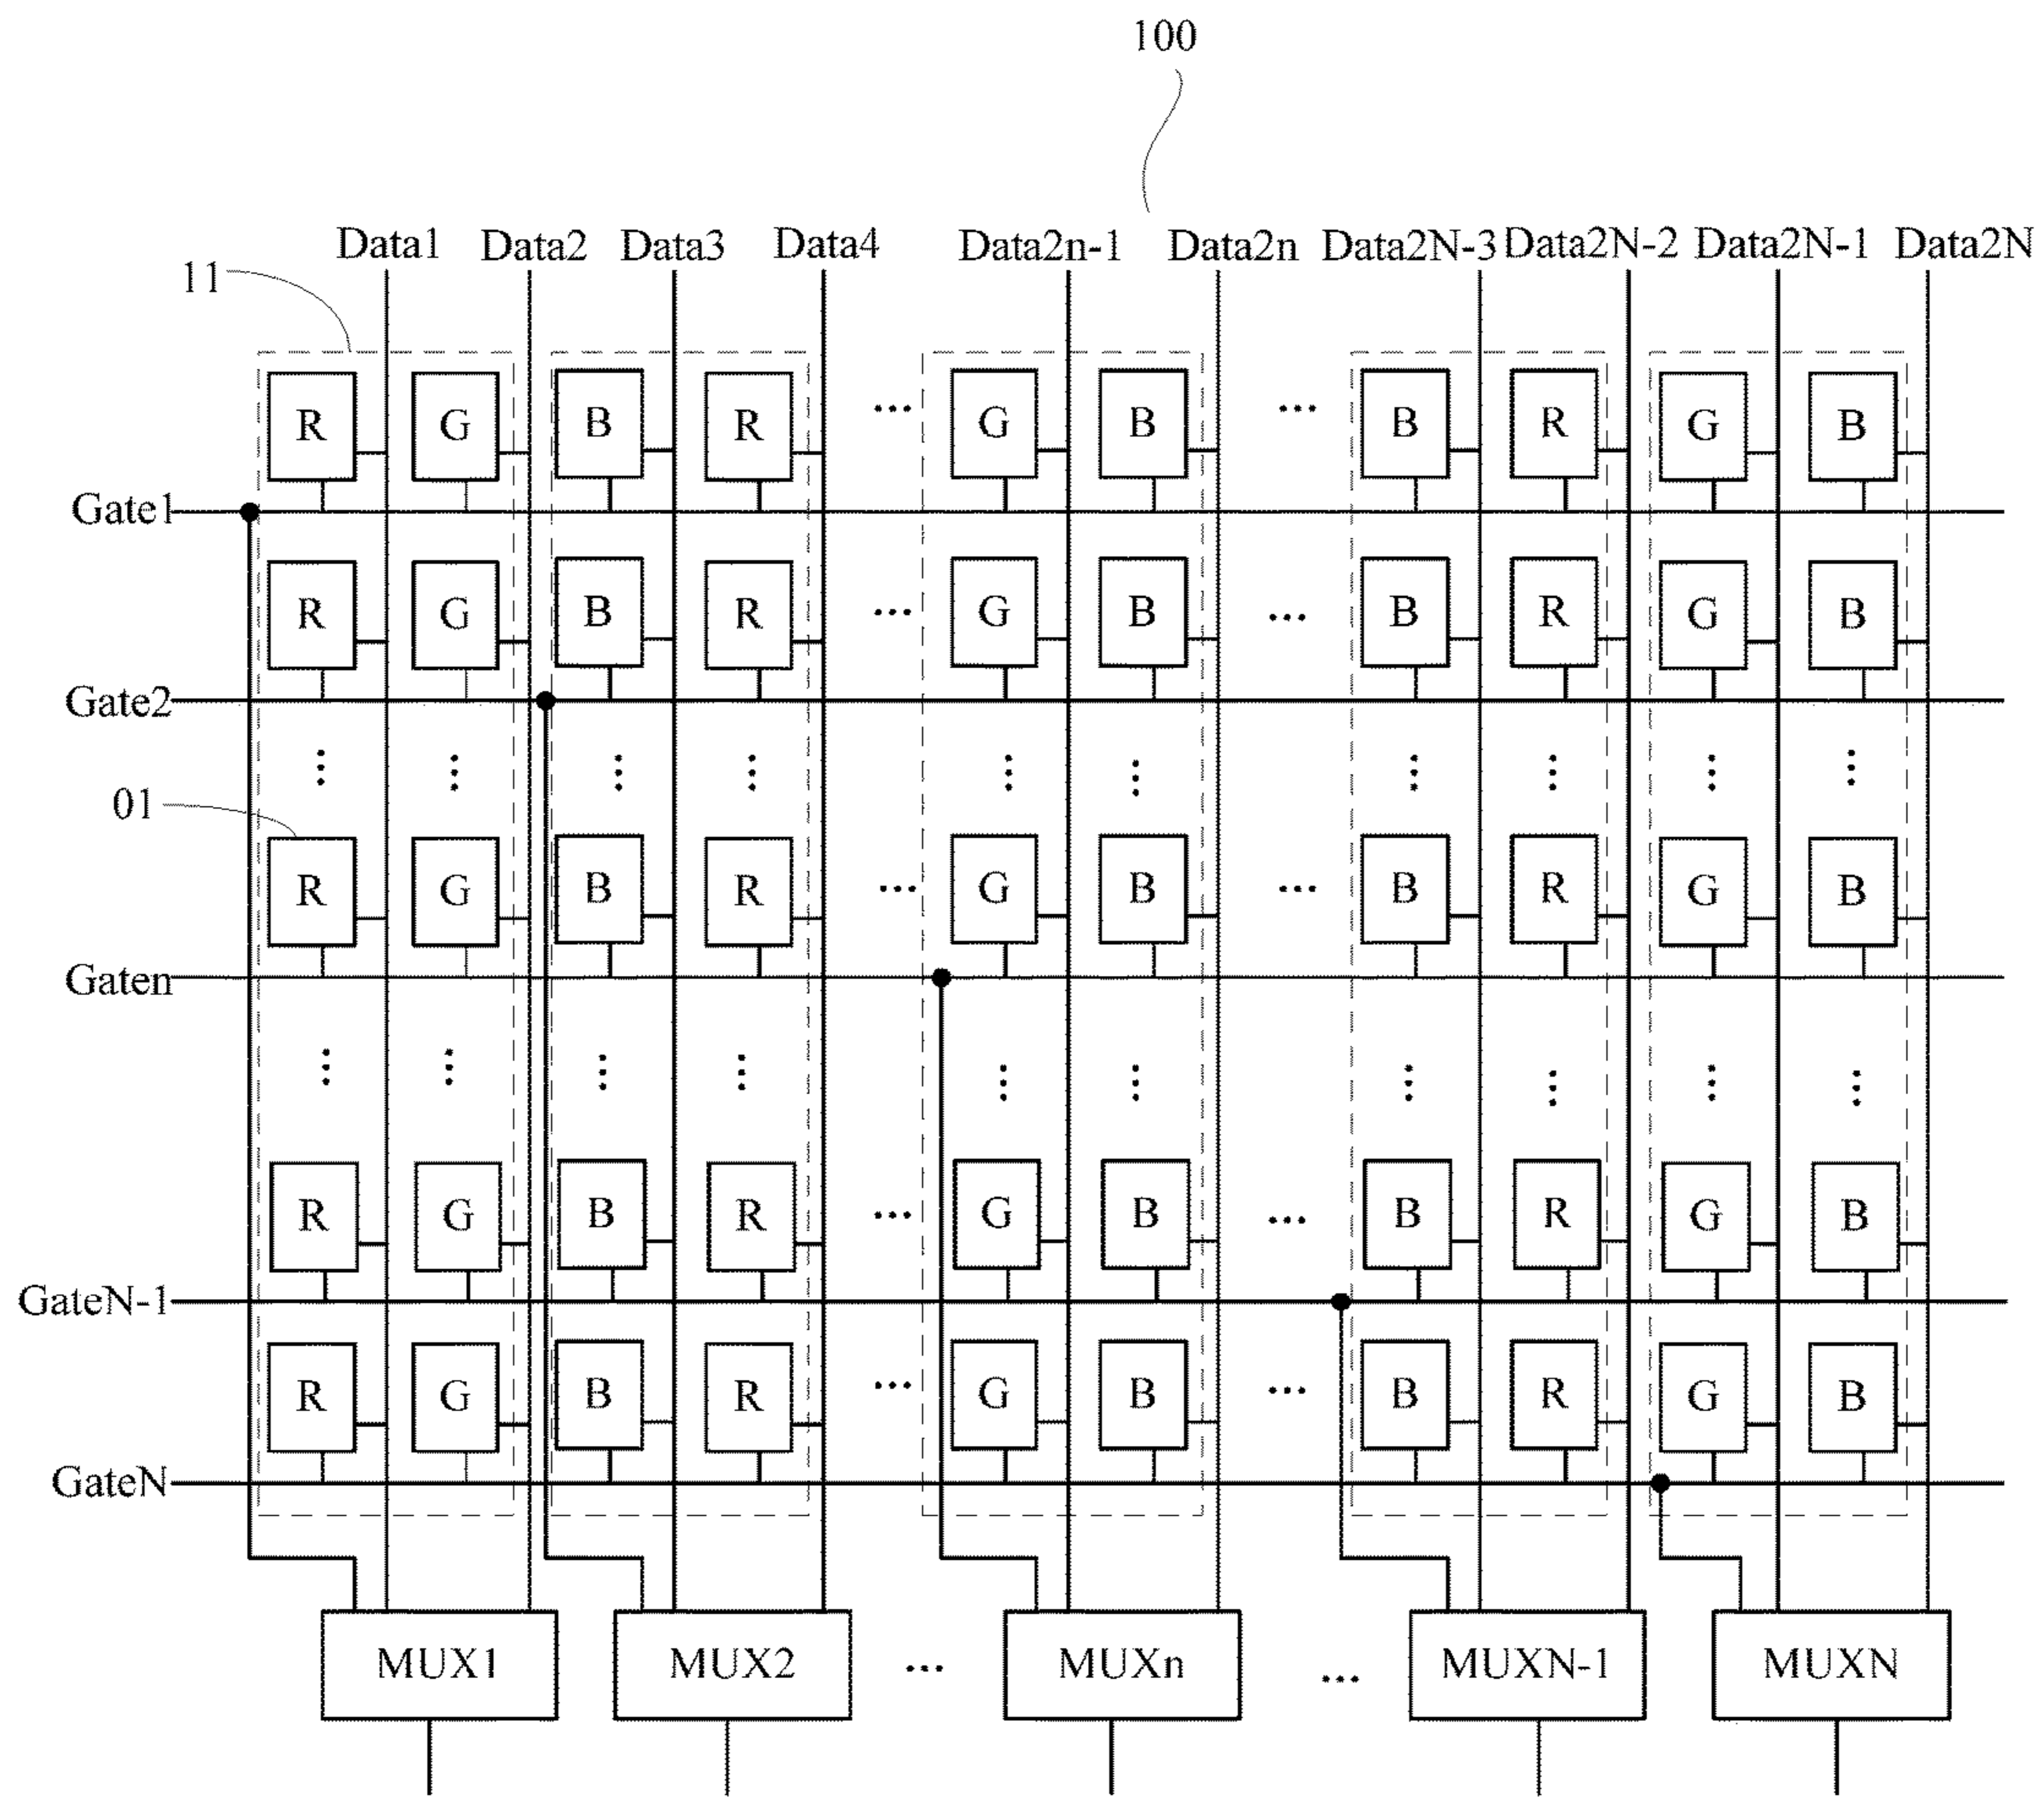 100
Data1 Data2 Data3 Data4 Data2n-1 Data2n Data2N-3 Data2N-2 Data2N-1 Data2N
11
R G B R ... G B ... B R G B
Gate1
R G B R ... G B ... B R G B
Gate2
01
R G B R ... G B ... B R G B
Gaten
R G B R ... G B ... B R G B
GateN-1
R G B R ... G B ... B R G B
GateN
MUX1 MUX2 ... MUXn ... MUXN-1 MUXN